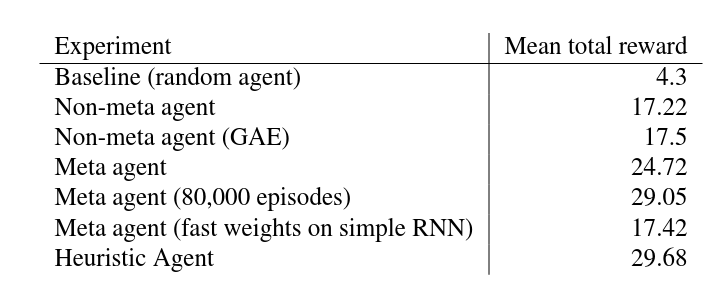 Experiment Mean total reward
Baseline (random agent) 4.3
Non-meta agent 17.22
Non-meta agent (GAE) 17.5
Meta agent 24.72
Meta agent (80,000 episodes) 29.05
Meta agent (fast weights on simple RNN) 17.42
Heuristic Agent 29.68